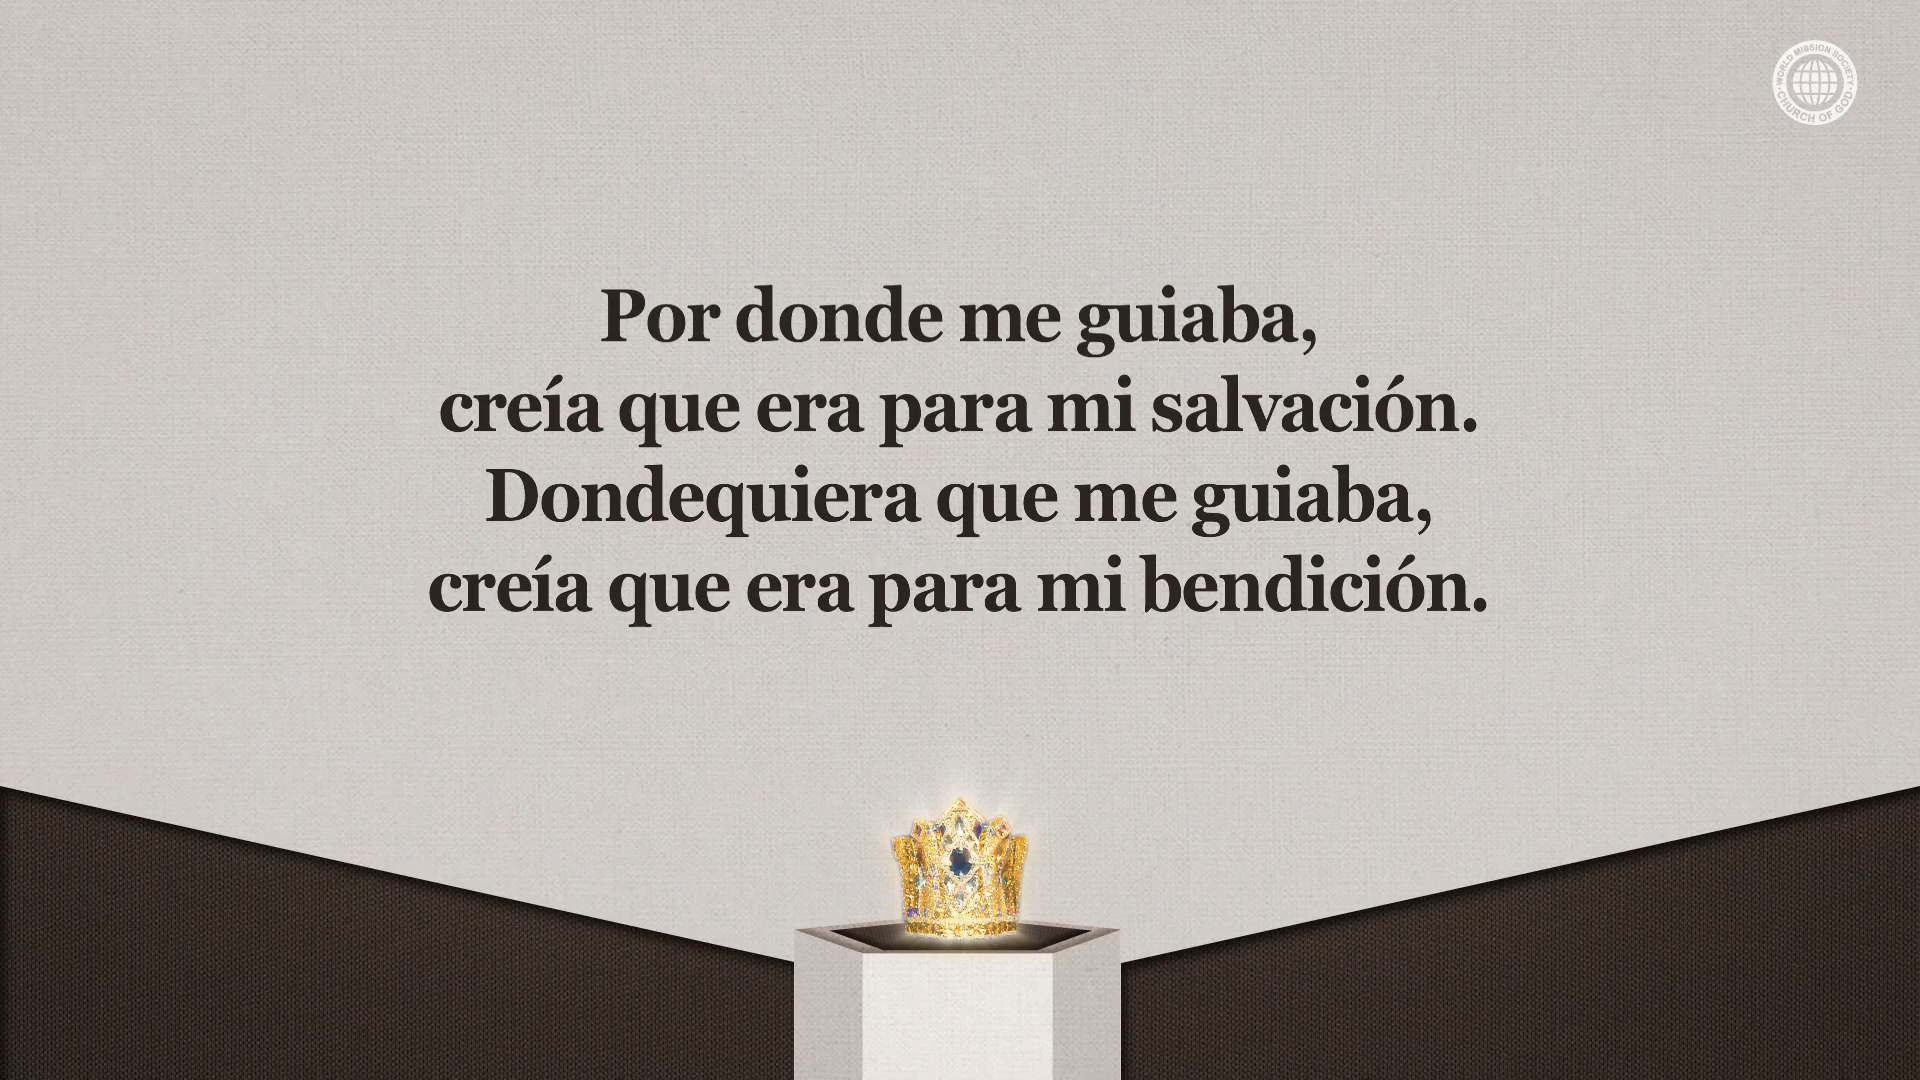 WORLD MISSION SOCIETY
CHURCH OF GOD
Por donde me guiaba,
creía que era para mi salvación.
Dondequiera que me guiaba,
creía que era para mi bendición.